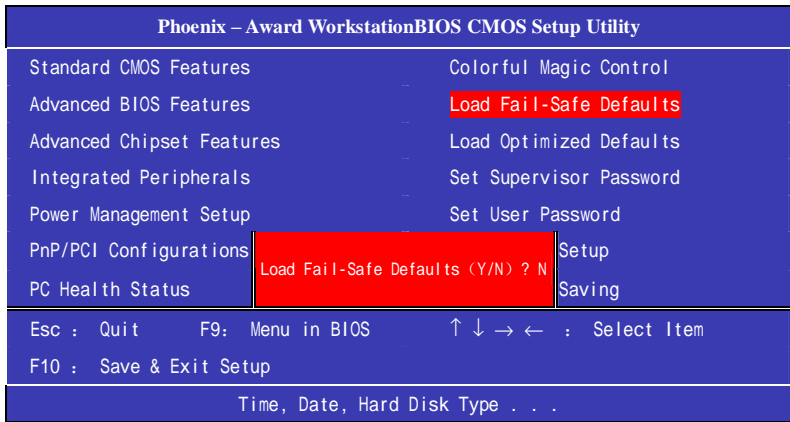 Phoenix – Award WorkstationBIOS CMOS Setup Utility
Standard CMOS Features
Colorful Magic Control
Advanced BIOS Features
Load Fail-Safe Defaults
Advanced Chipset Features
Load Optimized Defaults
Integrated Peripherals
Set Supervisor Password
Power Management Setup
Set User Password
PnP/PCI Configurations
Setup
Load Fail-Safe Defaults（Y/N）? N
PC Health Status
Saving
Esc : Quit F9: Menu in BIOS ↑ ↓ → ← : Select Item
F10 : Save & Exit Setup
Time, Date, Hard Disk Type . . .